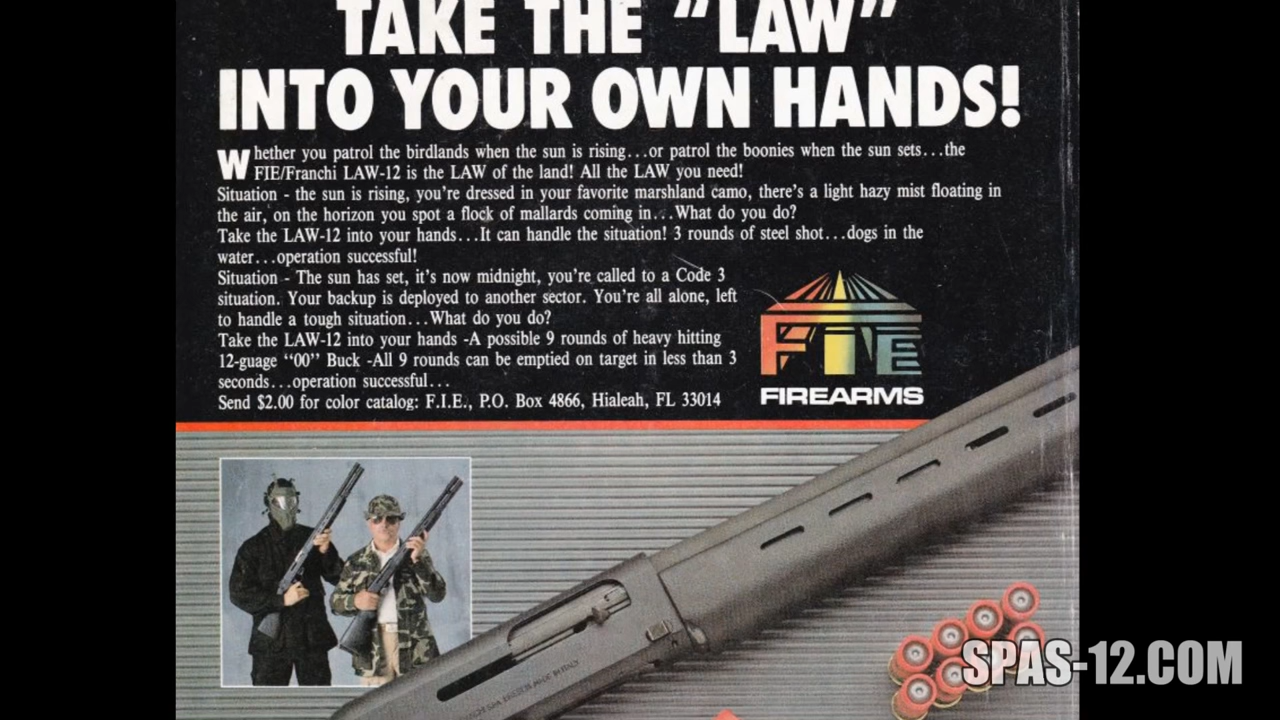 TAKE THE "LAW"
INTO YOUR OWN HANDS!
Whether you patrol the birdlands when the sun is rising...or patrol the boonies when the sun sets...the
FIE/Franchi LAW-12 is the LAW of the land! All the LAW you need!
Situation - the sun is rising, you're dressed in your favorite marshland camo, there's a light hazy mist floating in
the air, on the horizon you spot a flock of mallards coming in...What do you do?
Take the LAW-12 into your hands...It can handle the situation! 3 rounds of steel shot...dogs in the
water...operation successful!
Situation - The sun has set, it's now midnight, you're called to a Code 3
situation. Your backup is deployed to another sector. You're all alone, left
to handle a tough situation...What do you do?
Take the LAW-12 into your hands -A possible 9 rounds of heavy hitting
12-guage "00" Buck -All 9 rounds can be emptied on target in less than 3
seconds...operation successful...
Send $2.00 for color catalog: F.I.E., P.O. Box 4866, Hialeah, FL 33014
FIE
FIREARMS
SPAS-12.COM